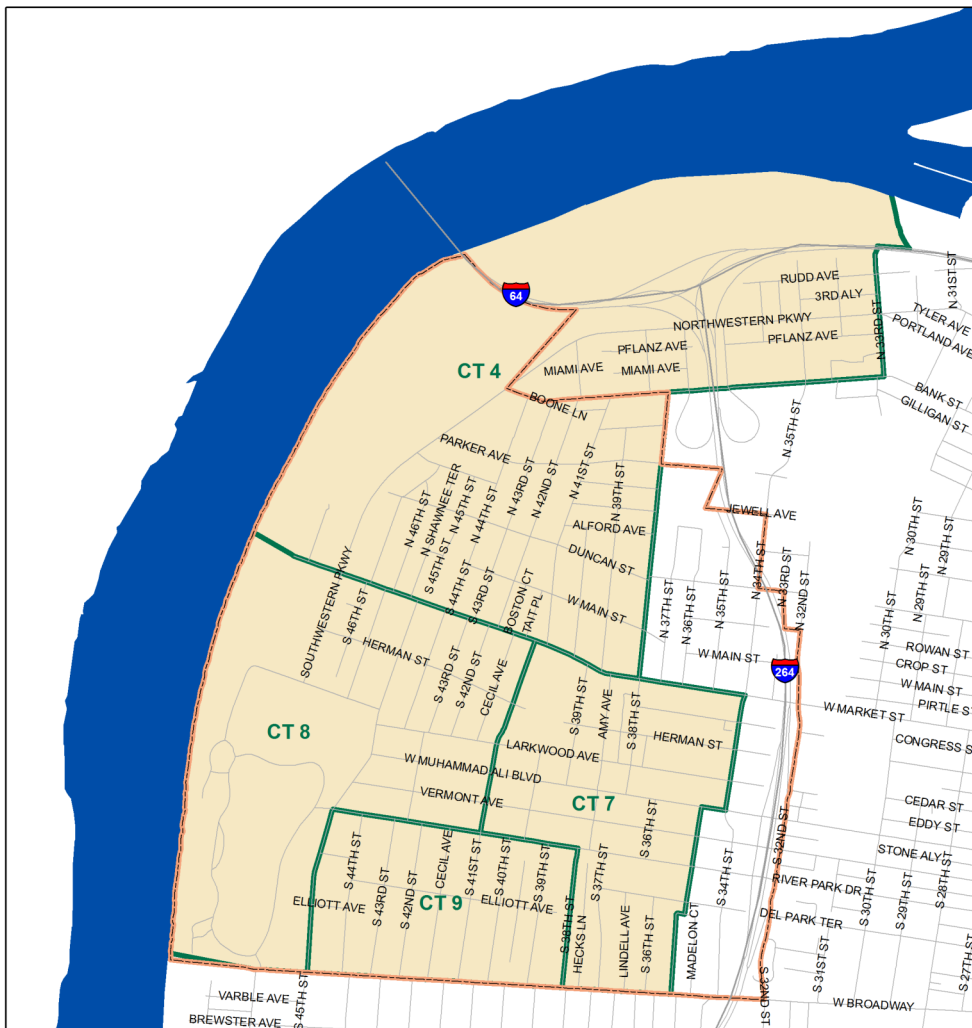 64
RUDD AVE
3RD ALY
N 31ST ST
TYLER AVE
PORTLAND AVE
NORTHWESTERN PKWY
N 33RD ST
PFLANZ AVE
PFLANZ AVE
CT 4
MIAMI AVE
MIAMI AVE
BANK ST
GILLIGAN ST
BOONE LN
N 35TH ST
PARKER AVE
N 46TH ST
N SHAWNEE TER
N 45TH ST
N 44TH ST
N 43RD ST
N 42ND ST
N 41ST ST
N 39TH ST
JEWELL AVE
ALFORD AVE
DUNCAN ST
N 30TH ST
N 29TH ST
S 45TH ST
S 44TH ST
S 43RD ST
BOSTON CT
TAIT PL
W MAIN ST
N 37TH ST
N 36TH ST
N 35TH ST
N 34TH ST
N 33RD ST
N 32ND ST
N 30TH ST
N 29TH ST
SOUTHWESTERN PKWY
S 46TH ST
HERMAN ST
S 43RD ST
S 42ND ST
CECIL AVE
W MAIN ST
264
ROWAN ST
CROP ST
W MAIN ST
PIRTLE ST
W MARKET ST
S 39TH ST
AMY AVE
S 38TH ST
HERMAN ST
CONGRESS S
CT 8
LARKWOOD AVE
W MUHAMMAD ALI BLVD
VERMONT AVE
CT 7
CEDAR ST
EDDY ST
S 36TH ST
S 32ND ST
STONE ALY
S 44TH ST
S 43RD ST
S 42ND ST
CECIL AVE
S 41ST ST
S 40TH ST
S 39TH ST
S 37TH ST
S 34TH ST
RIVER PARK DR
S 30TH ST
S 29TH ST
S 28TH ST
ELLIOTT AVE
CT 9
ELLIOTT AVE
DEL PARK TER
S 38TH ST
HECKS LN
LINDELL AVE
S 36TH ST
MADELON CT
S 31ST ST
S 27TH ST
S 45TH ST
S 32ND ST
VARBLE AVE
W BROADWAY
BREWSTER AVE